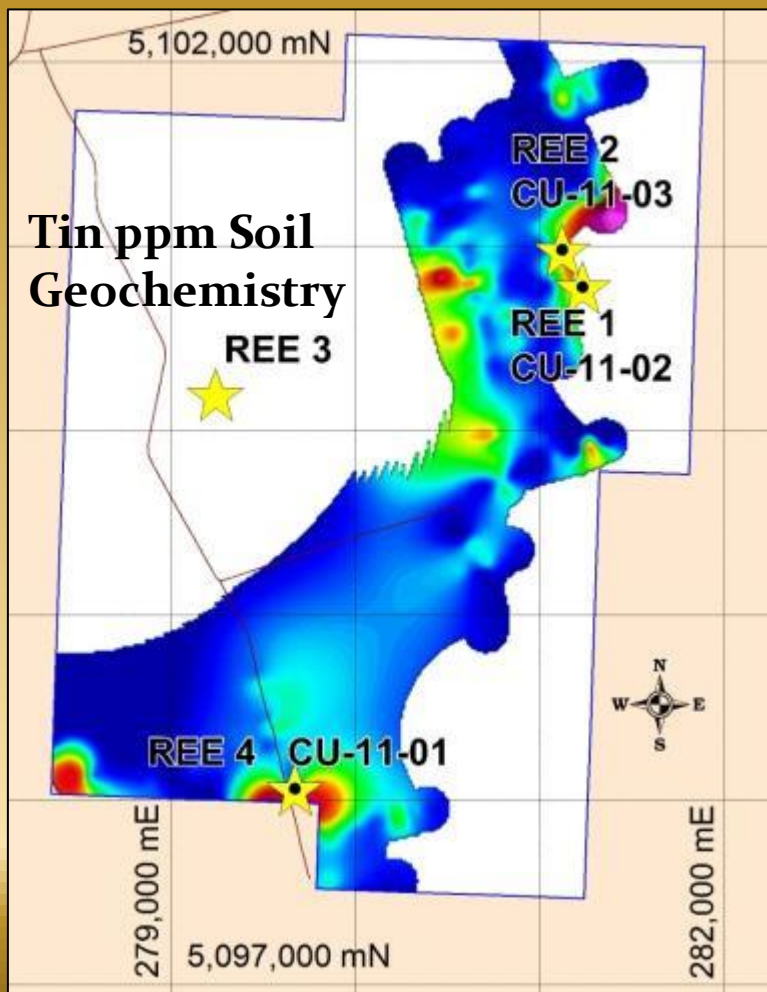 5,102,000 mN
REE 2
CU-11-03
Tin ppm Soil
Geochemistry
REE 3
REE 1
CU-11-02
N
W E
S
REE 4 CU-11-01
279,000 mE
5,097,000 mN
282,000 mE